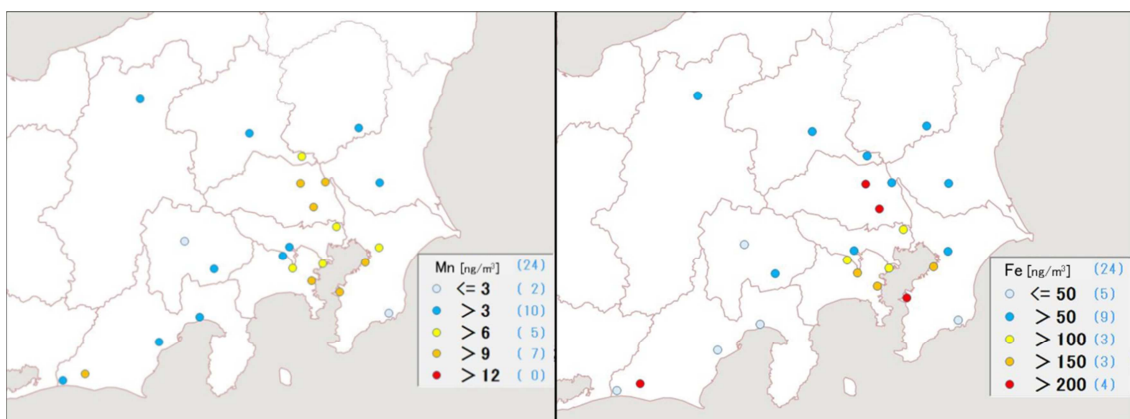 Mn [ng/m³] (24)
<= 3 ( 2)
> 3 (10)
> 6 ( 5)
> 9 ( 7)
> 12 ( 0)
Fe [ng/m³] (24)
<= 50 (5)
> 50 (9)
> 100 (3)
> 150 (3)
> 200 (4)